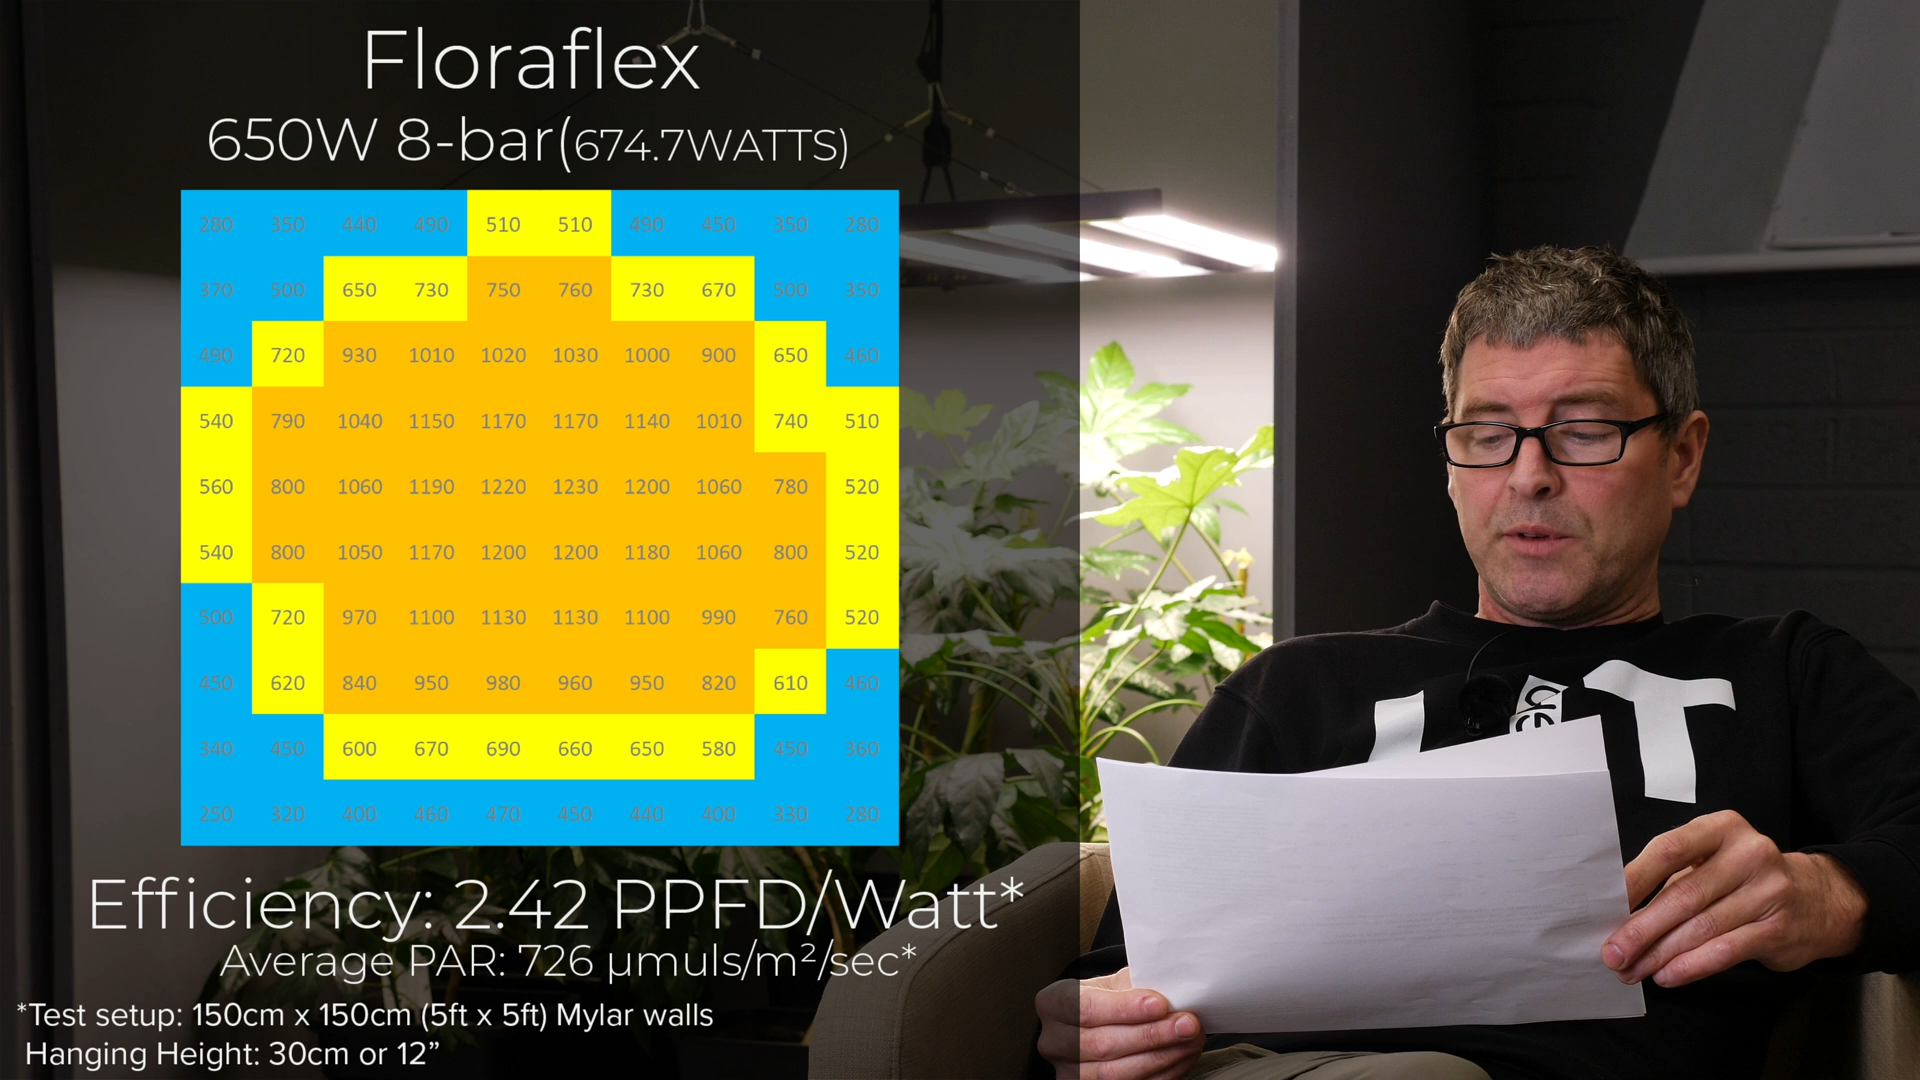 Floraflex
650W 8-bar(674.7WATTS)
280 350 440 490 510 510 490 450 350 280
370 500 650 730 750 760 730 670 500 350
490 720 930 1010 1020 1030 1000 900 650 460
540 790 1040 1150 1170 1170 1140 1010 740 510
560 800 1060 1190 1220 1230 1200 1060 780 520
540 800 1050 1170 1200 1200 1180 1060 800 520
500 720 970 1100 1130 1130 1100 990 760 520
450 620 840 950 980 960 950 820 610 460
340 450 600 670 690 660 650 580 450 360
250 320 400 460 470 450 440 400 330 280
Efficiency: 2.42 PPFD/Watt*
Average PAR: 726 µmuls/m²/sec*
*Test setup: 150cm x 150cm (5ft x 5ft) Mylar walls
Hanging Height: 30cm or 12”